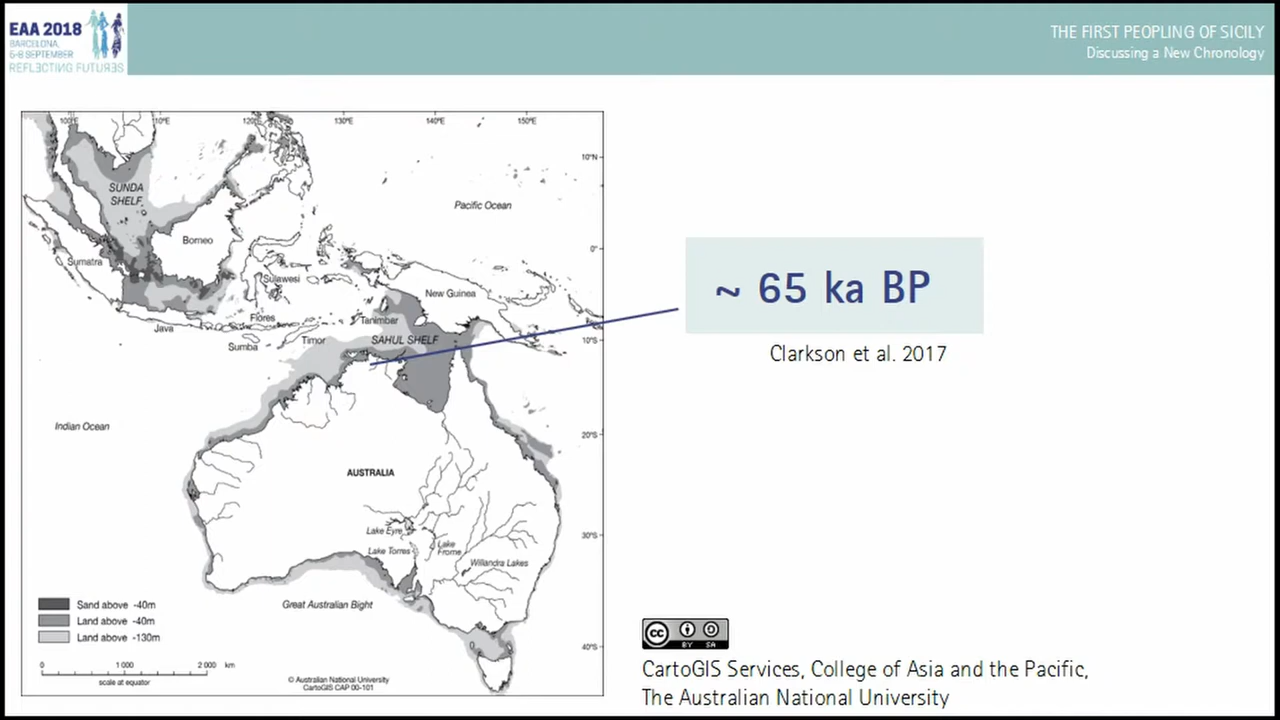 EAA 2018
BARCELONA,
5-8 SEPTEMBER
REFLECTING FUTURES
THE FIRST PEOPLING OF SICILY
Discussing a New Chronology
120°
130°E
140°E
150°E
10°N
SUNDA
SHELF
Pacific Ocean
Borneo
0°
Sumatra
Sulawesi
New Guinea
Flores
Tanimbar
Java
Timor
SAHUL SHELF
10°S
Sumba
~ 65 ka BP
Clarkson et al. 2017
Indian Ocean
20°S
AUSTRALIA
Lake Eyre
30°S
Lake Torres
Lake
Frome
Willandra Lakes
Great Australian Bight
Sand above -40m
Land above -40m
Land above -130m
40°S
0 1 000 2 000 km
scale at equator
© Australian National University
CartoGIS CAP 00-101
cc
BY SA
CartoGIS Services, College of Asia and the Pacific,
The Australian National University